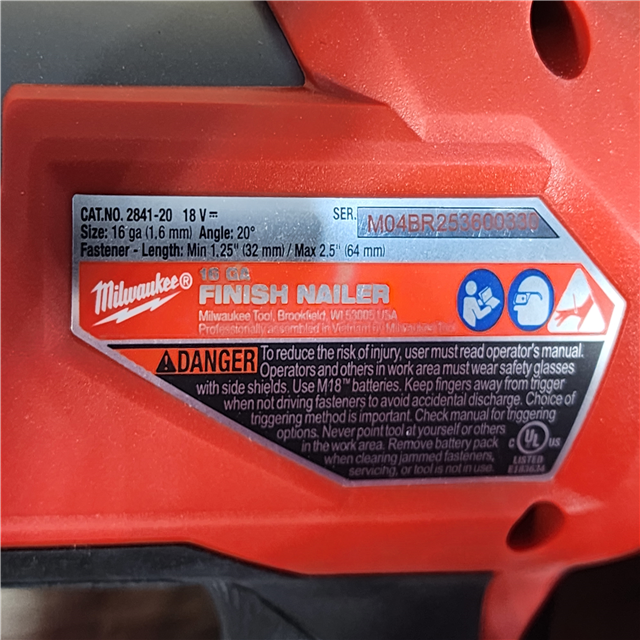 CAT.NO. 2841-20 18 V⎓ SER. M04BR253600338
Size: 16 ga (1,6 mm) Angle: 20°
Fastener - Length: Min 1.25" (32 mm) / Max 2.5" (64 mm)
Milwaukee®
16 GA
FINISH NAILER
Milwaukee Tool, Brookfield, WI 53005 USA
Professionally assembled in Vietnam by Milwaukee Tool
DANGER To reduce the risk of injury, user must read operator's manual.
Operators and others in work area must wear safety glasses
with side shields. Use M18™ batteries. Keep fingers away from trigger
when not driving fasteners to avoid accidental discharge. Choice of
triggering method is important. Check manual for triggering
options. Never point tool at yourself or others
in the work area. Remove battery pack
when clearing jammed fasteners,
servicing, or tool is not in use.
C UL US
LISTED
E183634